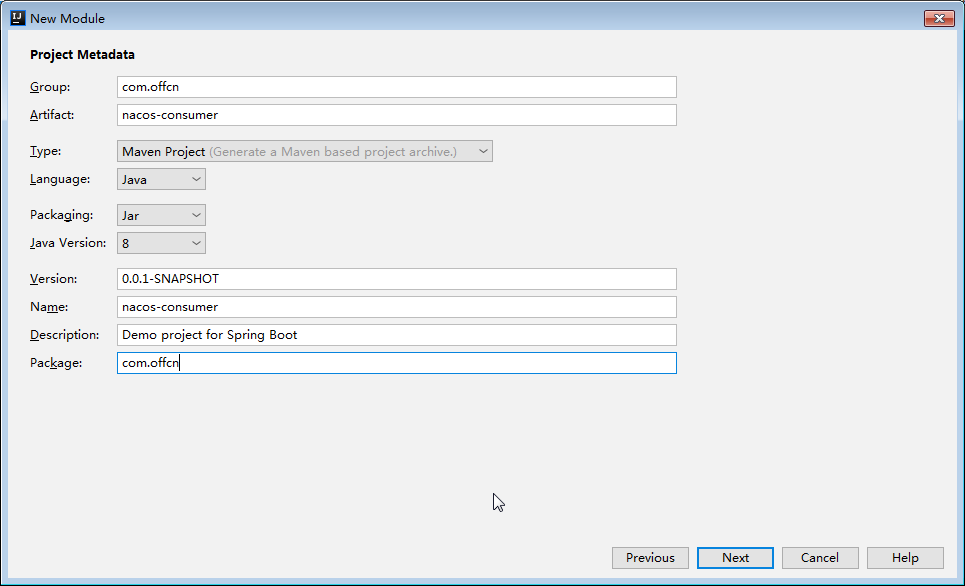 IJ New Module
Project Metadata
Group: com.offcn
Artifact: nacos-consumer
Type: Maven Project (Generate a Maven based project archive.)
Language: Java
Packaging: Jar
Java Version: 8
Version: 0.0.1-SNAPSHOT
Name: nacos-consumer
Description: Demo project for Spring Boot
Package: com.offcn
Previous Next Cancel Help